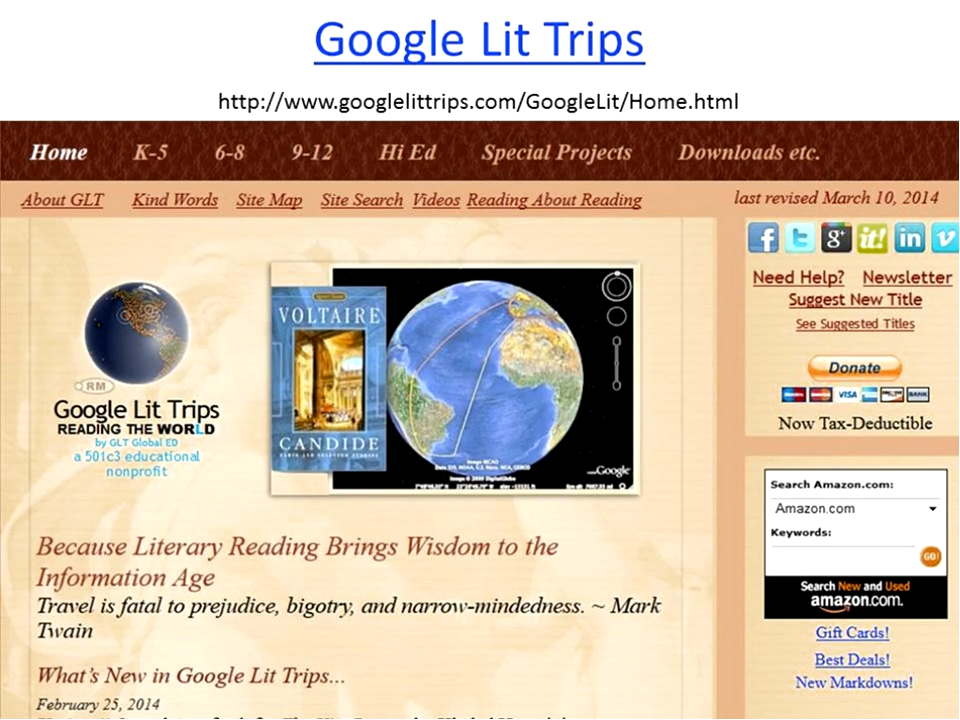 Google Lit Trips
http://www.googlelittrips.com/GoogleLit/Home.html
Home K-5 6-8 9-12 Hi Ed Special Projects Downloads etc.
About GLT Kind Words Site Map Site Search Videos Reading About Reading
last revised March 10, 2014
Need Help? Newsletter
Suggest New Title
See Suggested Titles
Donate
VISA
BANK
Now Tax-Deductible
RM
Google Lit Trips
READING THE WORLD
by GLT Global ED
a 501c3 educational
nonprofit
VOLTAIRE
CANDIDE
Google
Search Amazon.com:
Amazon.com
Keywords:
GO!
Search New and Used
amazon.com.
Gift Cards!
Best Deals!
New Markdowns!
Because Literary Reading Brings Wisdom to the
Information Age
Travel is fatal to prejudice, bigotry, and narrow-mindedness. ~ Mark
Twain
What's New in Google Lit Trips...
February 25, 2014